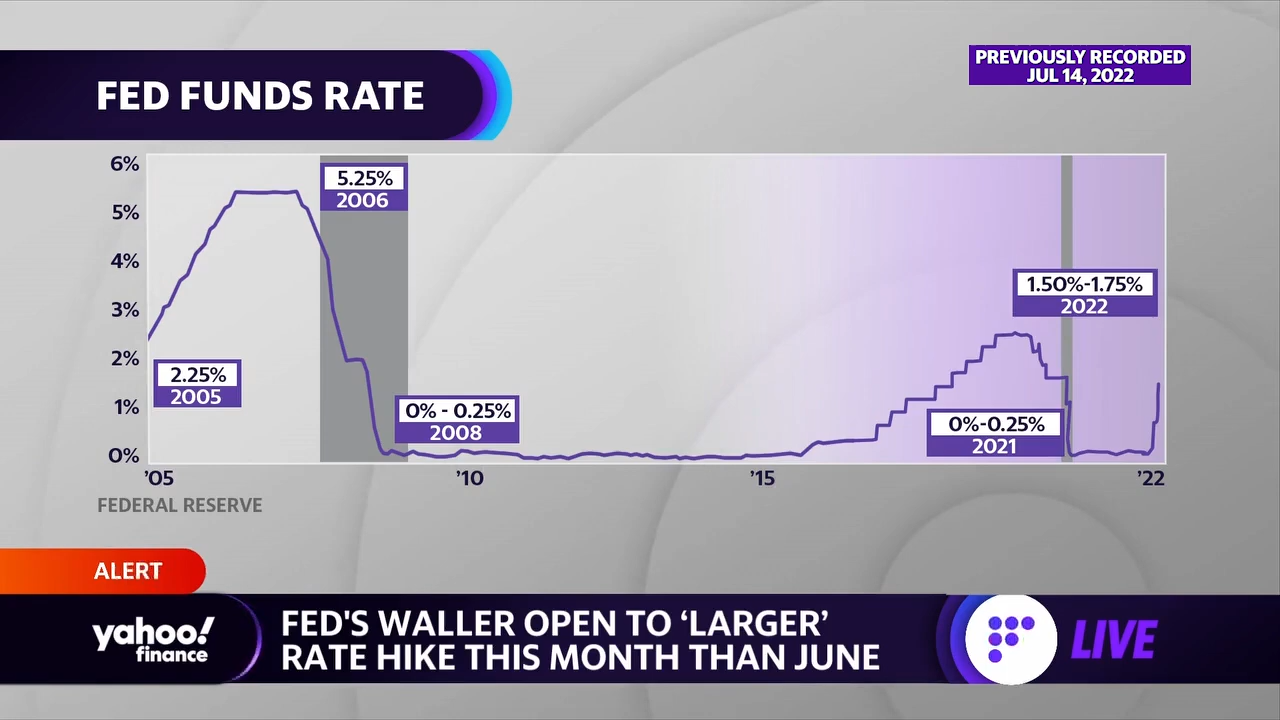 PREVIOUSLY RECORDED
JUL 14, 2022
FED FUNDS RATE
6%
5%
4%
3%
2%
1%
0%
5.25%
2006
2.25%
2005
0% - 0.25%
2008
1.50%-1.75%
2022
0%-0.25%
2021
'05
'10
'15
'22
FEDERAL RESERVE
ALERT
yahoo!
finance
FED'S WALLER OPEN TO ‘LARGER’
RATE HIKE THIS MONTH THAN JUNE
LIVE